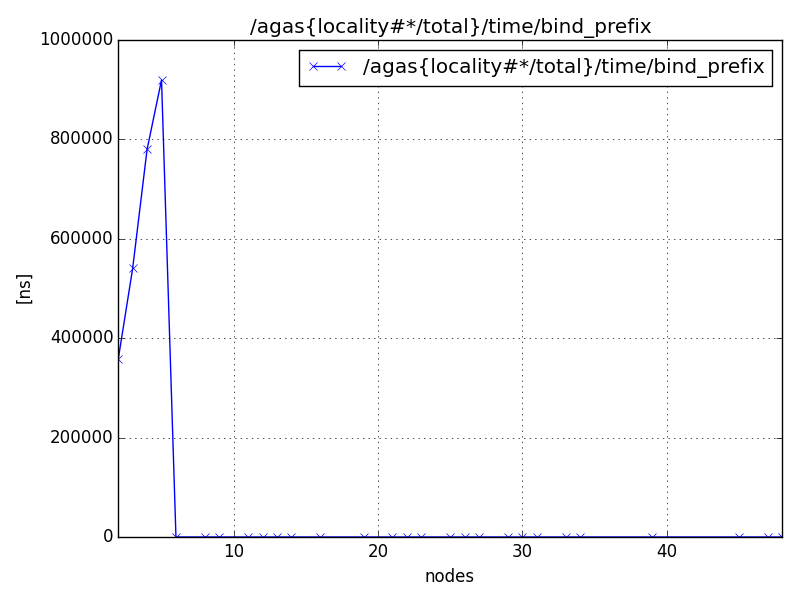 /agas{locality#*/total}/time/bind_prefix
/agas{locality#*/total}/time/bind_prefix
1000000
800000
600000
400000
200000
0
[ns]
10 20 30 40
nodes